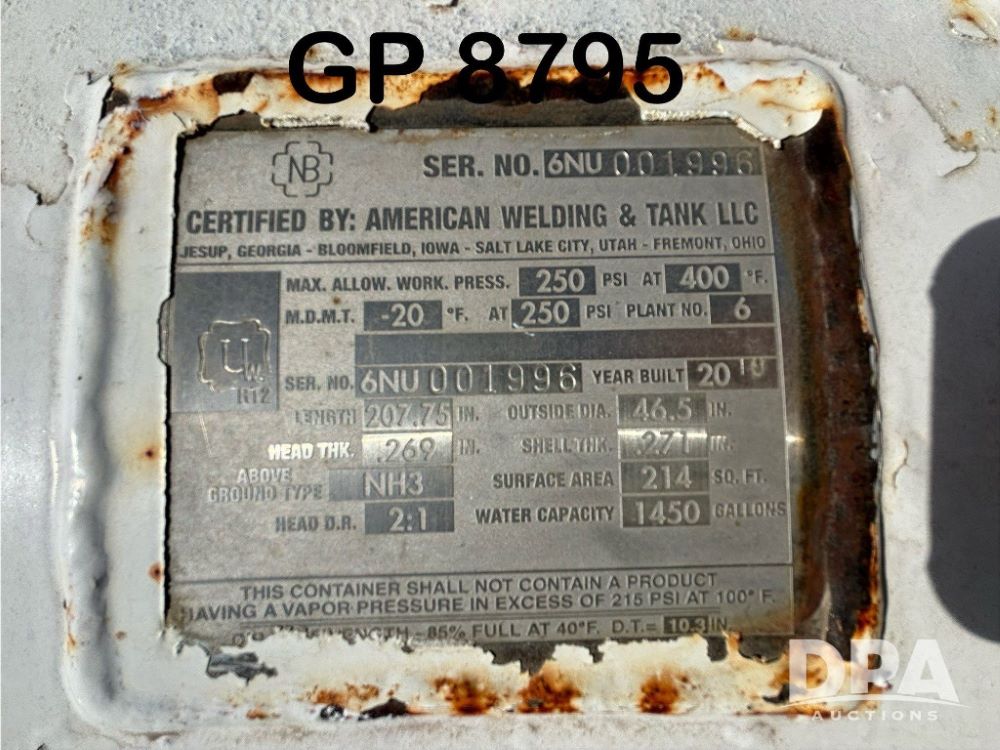 GP 8795
NB SER. NO. 6NU 001996
CERTIFIED BY: AMERICAN WELDING & TANK LLC
JESUP, GEORGIA - BLOOMFIELD, IOWA - SALT LAKE CITY, UTAH - FREMONT, OHIO
MAX. ALLOW. WORK. PRESS. 250 PSI AT 400 °F.
M.D.M.T. -20 °F. AT 250 PSI PLANT NO. 6
U
W
RT2
SER. NO. 6NU 001996 YEAR BUILT 20
LENGTH 207.75 IN. OUTSIDE DIA. 46.5 IN.
HEAD THK. .269 IN. SHELL THK. .271 IN.
ABOVE
GROUND TYPE NH3 SURFACE AREA 214 SQ. FT.
HEAD D.R. 2:1 WATER CAPACITY 1450 GALLONS
THIS CONTAINER SHALL NOT CONTAIN A PRODUCT
HAVING A VAPOR PRESSURE IN EXCESS OF 215 PSI AT 100° F.
85% FULL AT 40°F. D.T.= 10.3 IN.
DPA
AUCTIONS